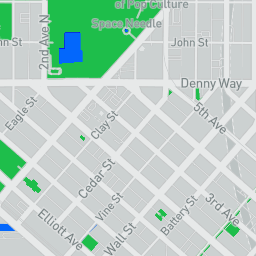 of Pop Culture
Space Needle
2nd Ave N
hn St
John St
Denny Way
Eagle St
Clay St
5th Ave
Cedar St
Vine St
Elliott Ave
Wall St
Battery St
3rd Ave